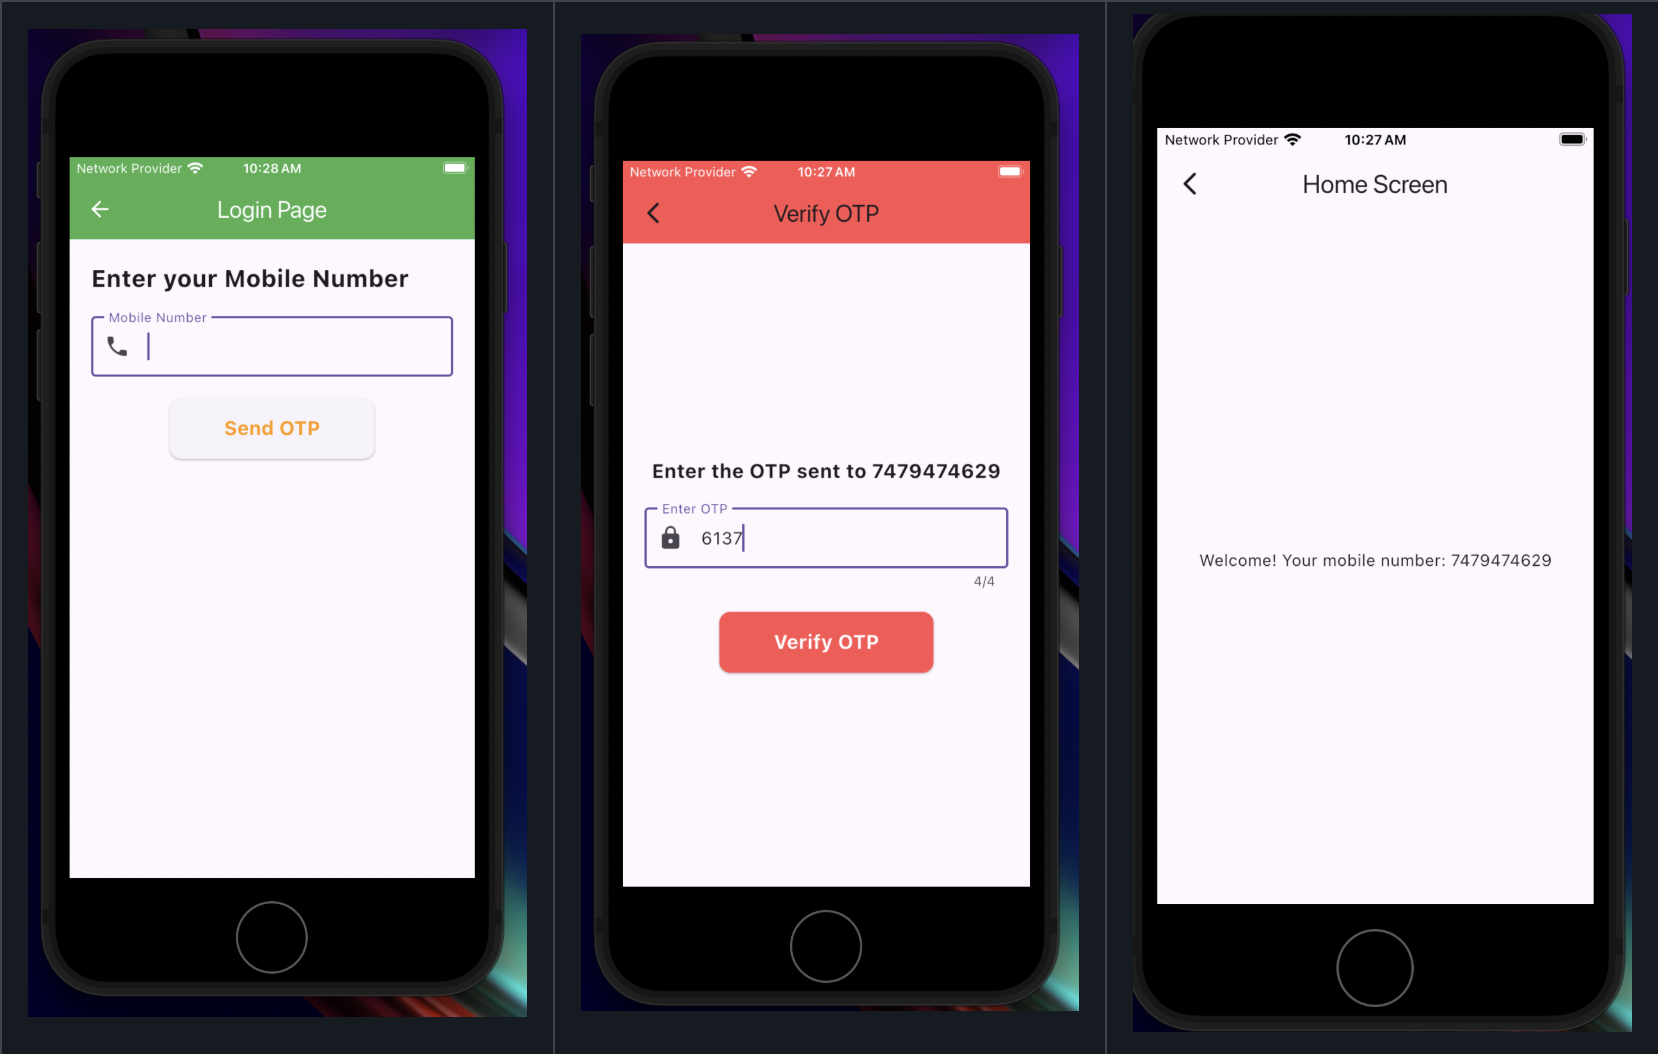 Network Provider 10:28 AM
Login Page
Enter your Mobile Number
Mobile Number
Send OTP
Network Provider 10:27 AM
Verify OTP
Enter the OTP sent to 7479474629
Enter OTP
6137
4/4
Verify OTP
Network Provider 10:27 AM
Home Screen
Welcome! Your mobile number: 7479474629